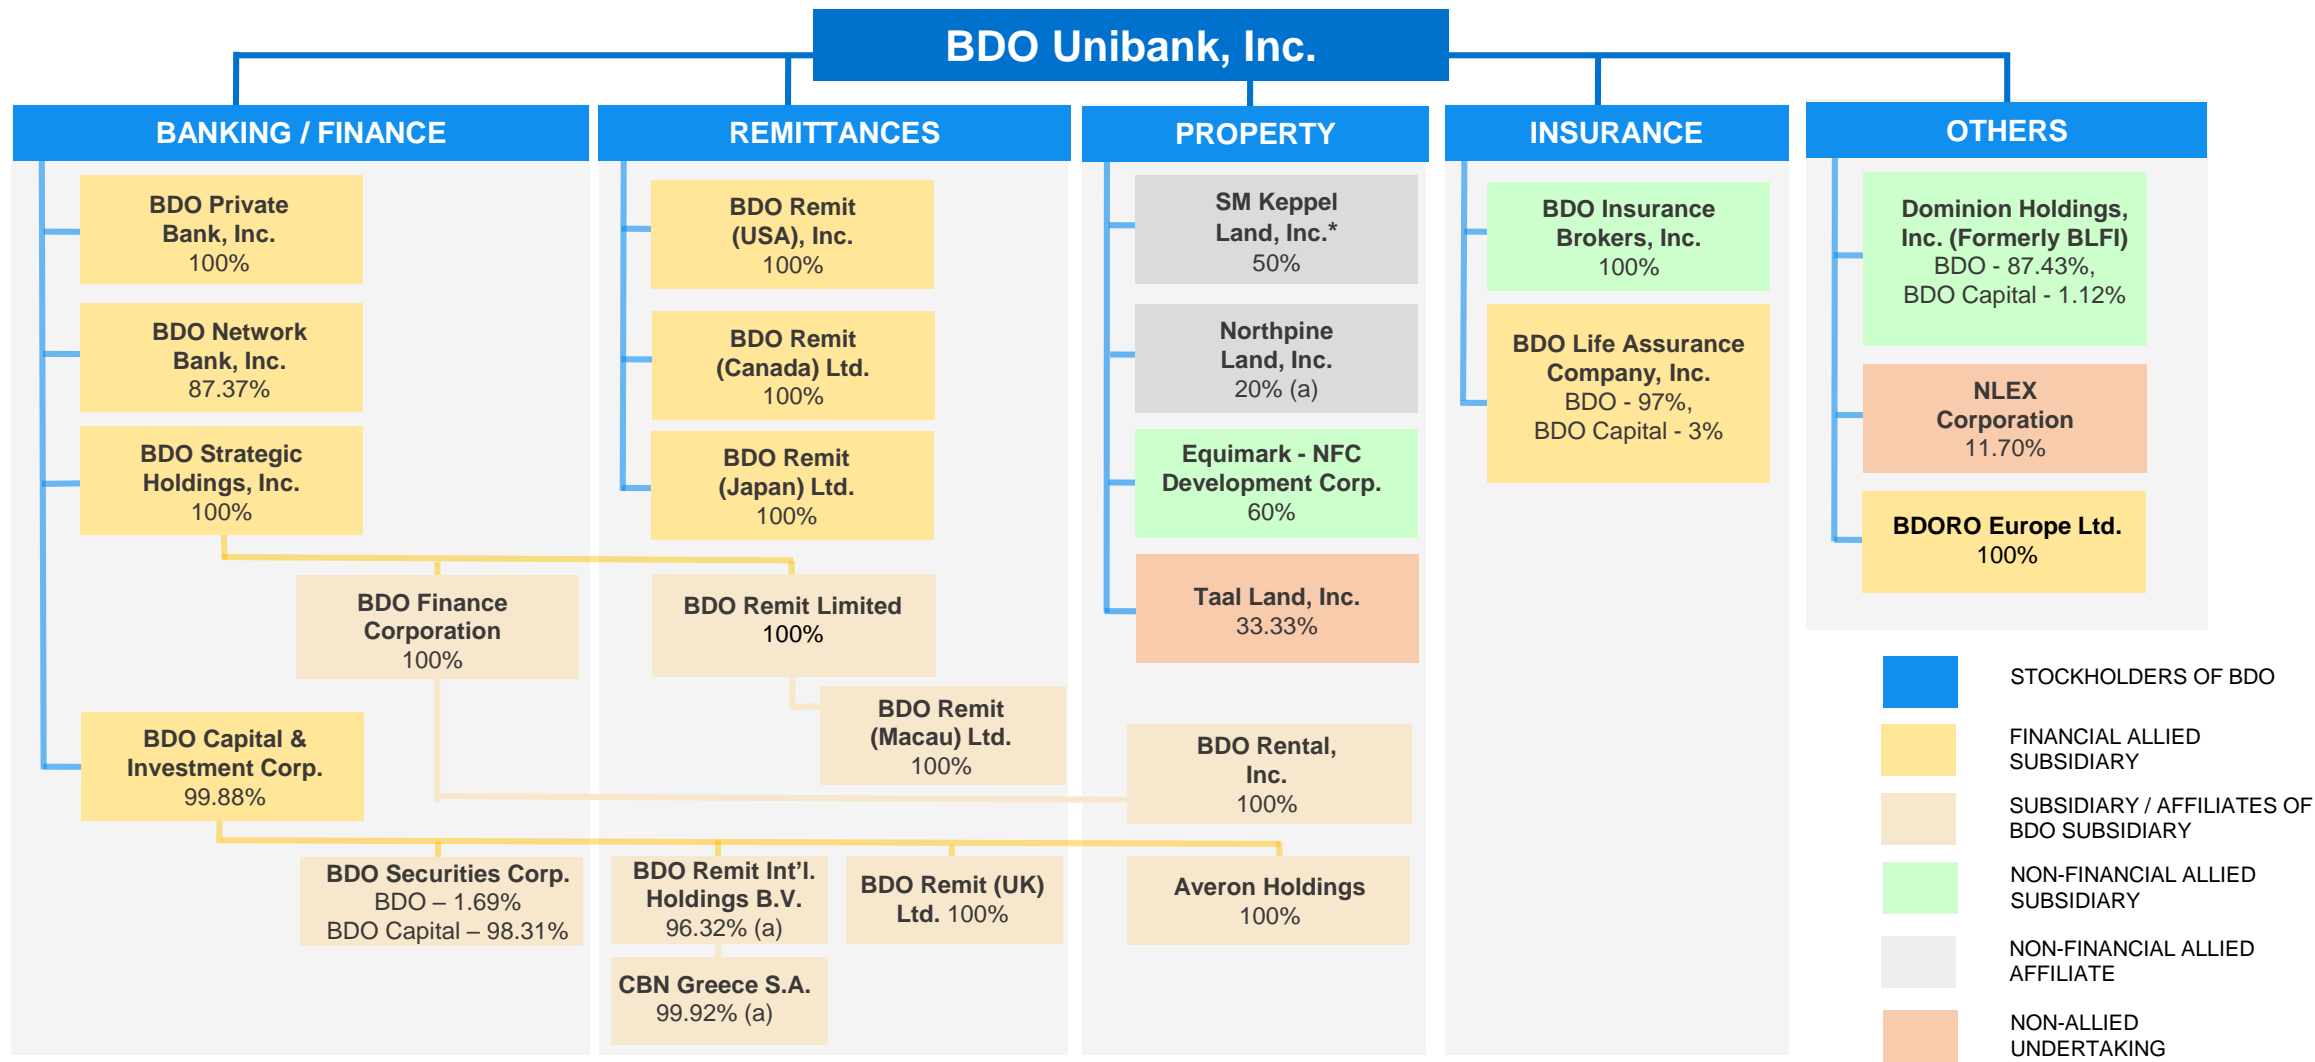 BDO Unibank, Inc.
BANKING / FINANCE
BDO Private
Bank, Inc.
100%
BDO Network
Bank, Inc.
87.37%
BDO Strategic
Holdings, Inc.
100%
BDO Finance
Corporation
100%
BDO Capital &
Investment Corp.
99.88%
BDO Securities Corp.
BDO – 1.69%
BDO Capital – 98.31%
REMITTANCES
BDO Remit
(USA), Inc.
100%
BDO Remit
(Canada) Ltd.
100%
BDO Remit
(Japan) Ltd.
100%
BDO Remit Limited
100%
BDO Remit
(Macau) Ltd.
100%
BDO Remit Int’l.
Holdings B.V.
96.32% (a)
BDO Remit (UK)
Ltd. 100%
CBN Greece S.A.
99.92% (a)
PROPERTY
SM Keppel
Land, Inc.*
50%
Northpine
Land, Inc.
20% (a)
Equimark - NFC
Development Corp.
60%
Taal Land, Inc.
33.33%
BDO Rental,
Inc.
100%
Averon Holdings
100%
INSURANCE
BDO Insurance
Brokers, Inc.
100%
BDO Life Assurance
Company, Inc.
BDO - 97%,
BDO Capital - 3%
OTHERS
Dominion Holdings,
Inc. (Formerly BLFI)
BDO - 87.43%,
BDO Capital - 1.12%
NLEX
Corporation
11.70%
BDORO Europe Ltd.
100%
STOCKHOLDERS OF BDO
FINANCIAL ALLIED
SUBSIDIARY
SUBSIDIARY / AFFILIATES OF
BDO SUBSIDIARY
NON-FINANCIAL ALLIED
SUBSIDIARY
NON-FINANCIAL ALLIED
AFFILIATE
NON-ALLIED
UNDERTAKING